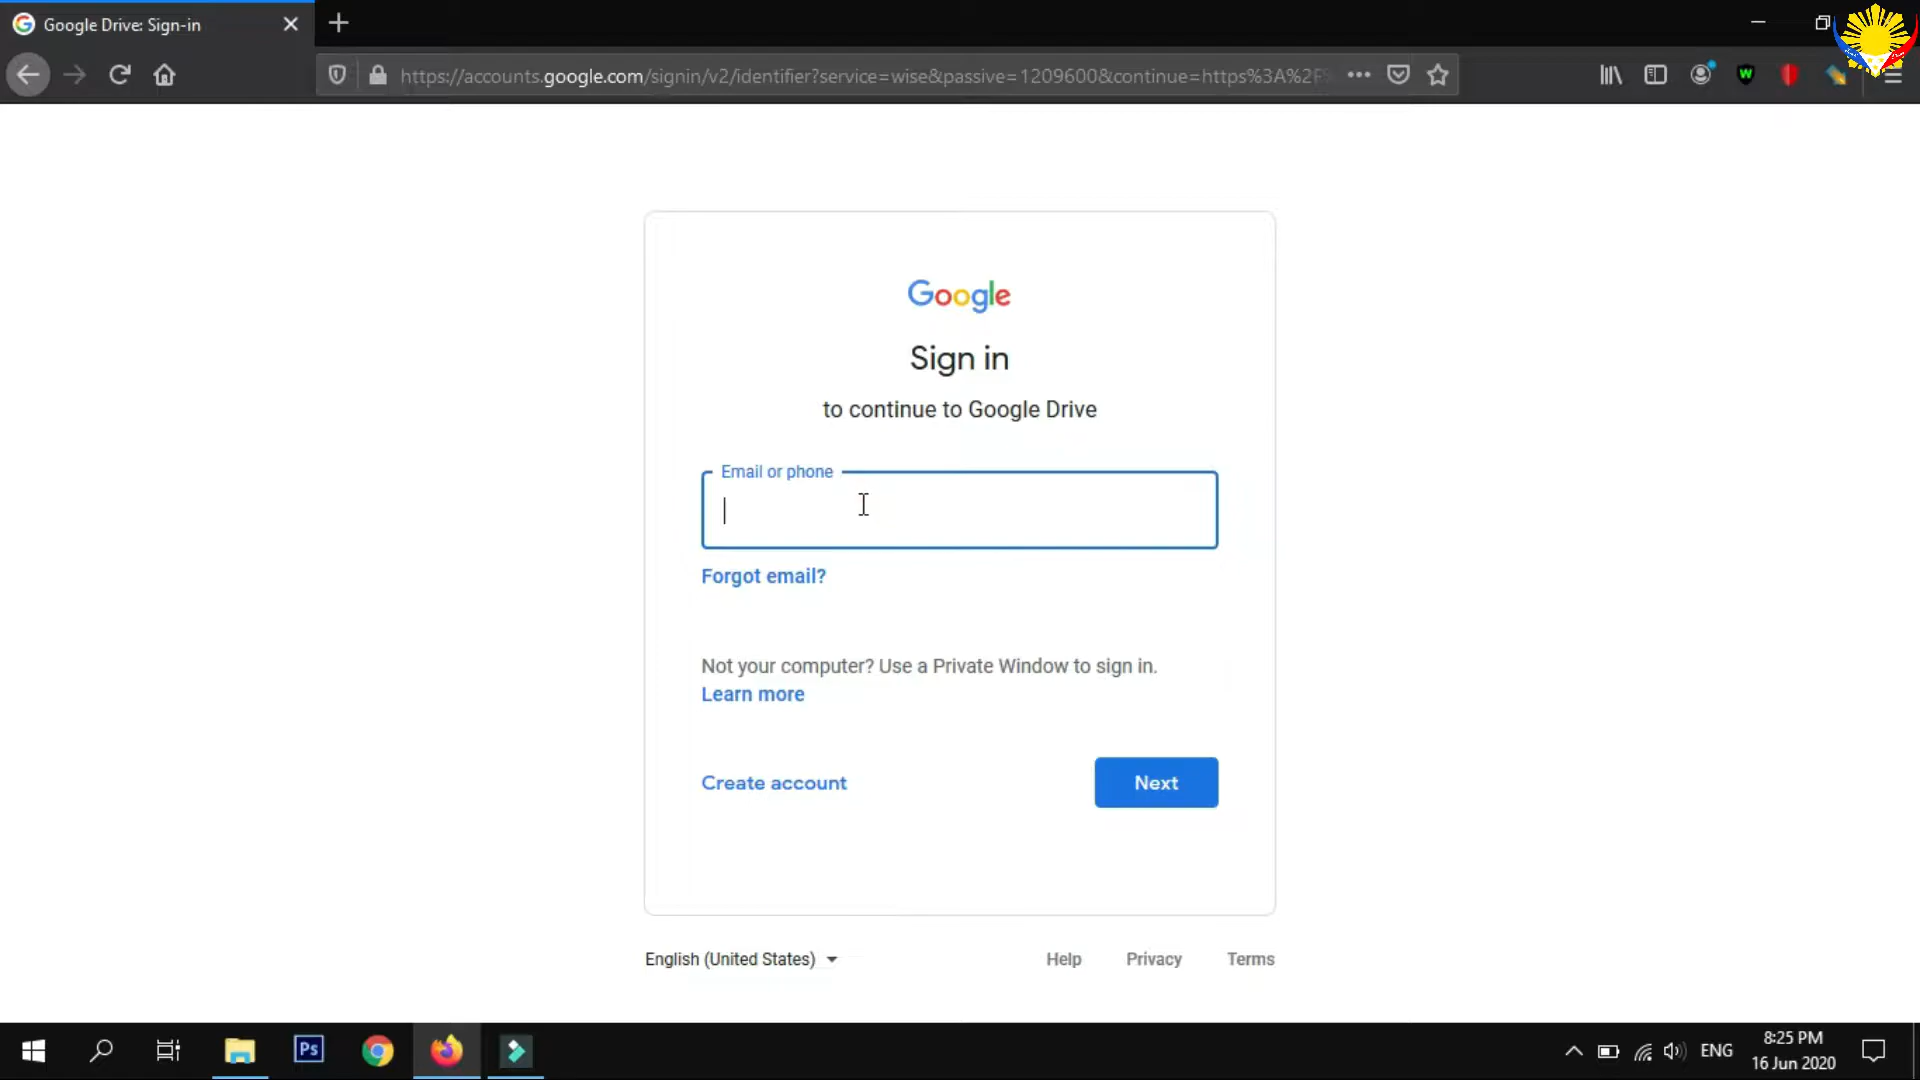 Google Drive: Sign-in
https://accounts.google.com/signin/v2/identifier?service=wise&passive=1209600&continue=https%3A%2F%
Google
Sign in
to continue to Google Drive
Email or phone
Forgot email?
Not your computer? Use a Private Window to sign in.
Learn more
Create account
Next
English (United States)
Help
Privacy
Terms
Ps
ENG
8:25 PM
16 Jun 2020